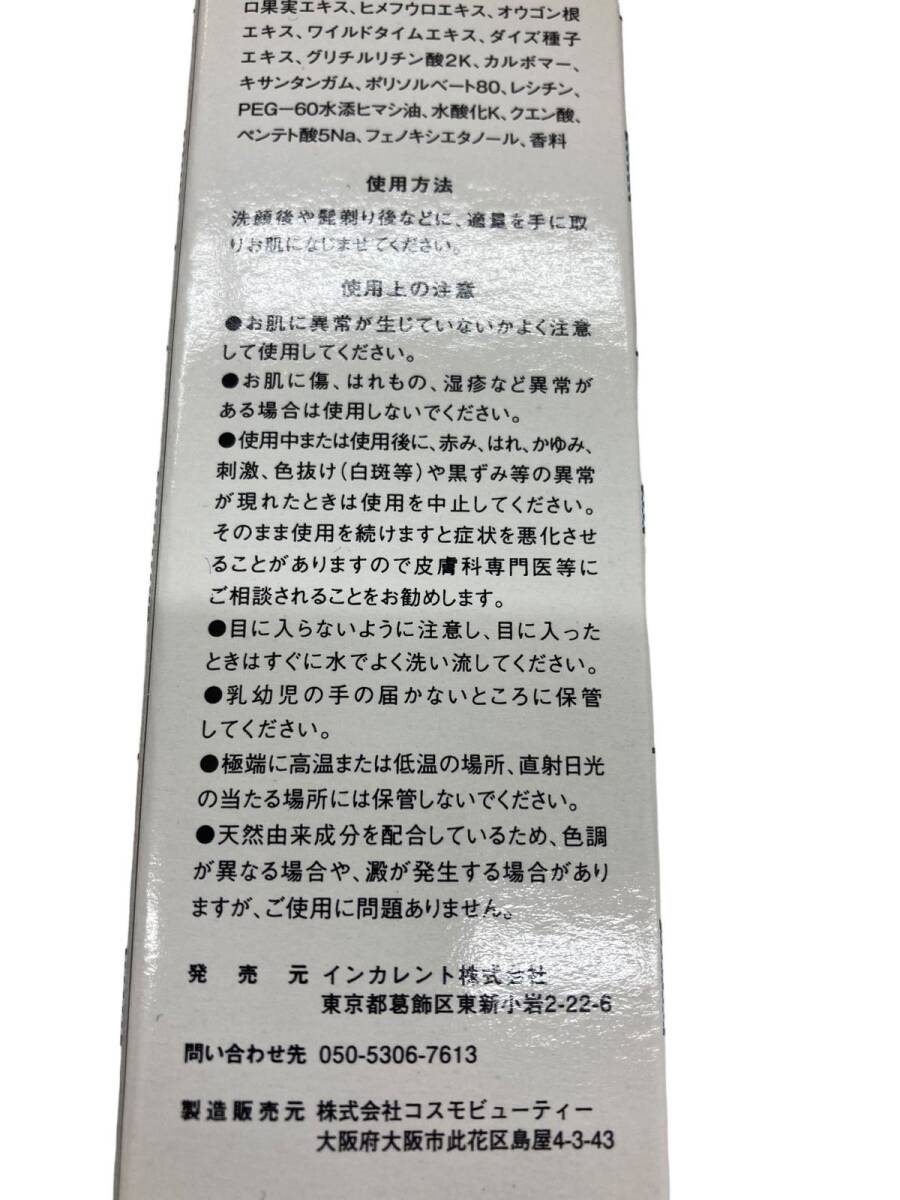 ロ果実エキス、ヒメフウロエキス、オウゴン根
エキス、ワイルドタイムエキス、ダイズ種子
エキス、グリチルリチン酸2K、カルボマー、
キサンタンガム、ポリソルベート80、レシチン、
PEG-60水添ヒマシ油、水酸化K、クエン酸、
ペンテト酸5Na、フェノキシエタノール、香料
使用方法
洗顔後や髭剃り後などに、適量を手に取
りお肌になじませてください。
使用上の注意
●お肌に異常が生じていないかよく注意
して使用してください。
●お肌に傷、はれもの、湿疹など異常が
ある場合は使用しないでください。
●使用中または使用後に、赤み、はれ、かゆみ、
刺激、色抜け(白斑等)や黒ずみ等の異常
が現れたときは使用を中止してください。
そのまま使用を続けますと症状を悪化させ
ることがありますので皮膚科専門医等に
ご相談されることをお勧めします。
●目に入らないように注意し、目に入った
ときはすぐに水でよく洗い流してください。
●乳幼児の手の届かないところに保管
してください。
●極端に高温または低温の場所、直射日光
の当たる場所には保管しないでください。
●天然由来成分を配合しているため、色調
が異なる場合や、澱が発生する場合があり
ますが、ご使用に問題ありません。
発売元 インカレント株式会社
東京都葛飾区東新小岩2-22-6
問い合わせ先 050-5306-7613
製造販売元 株式会社コスモビューティー
大阪府大阪市此花区島屋4-3-43